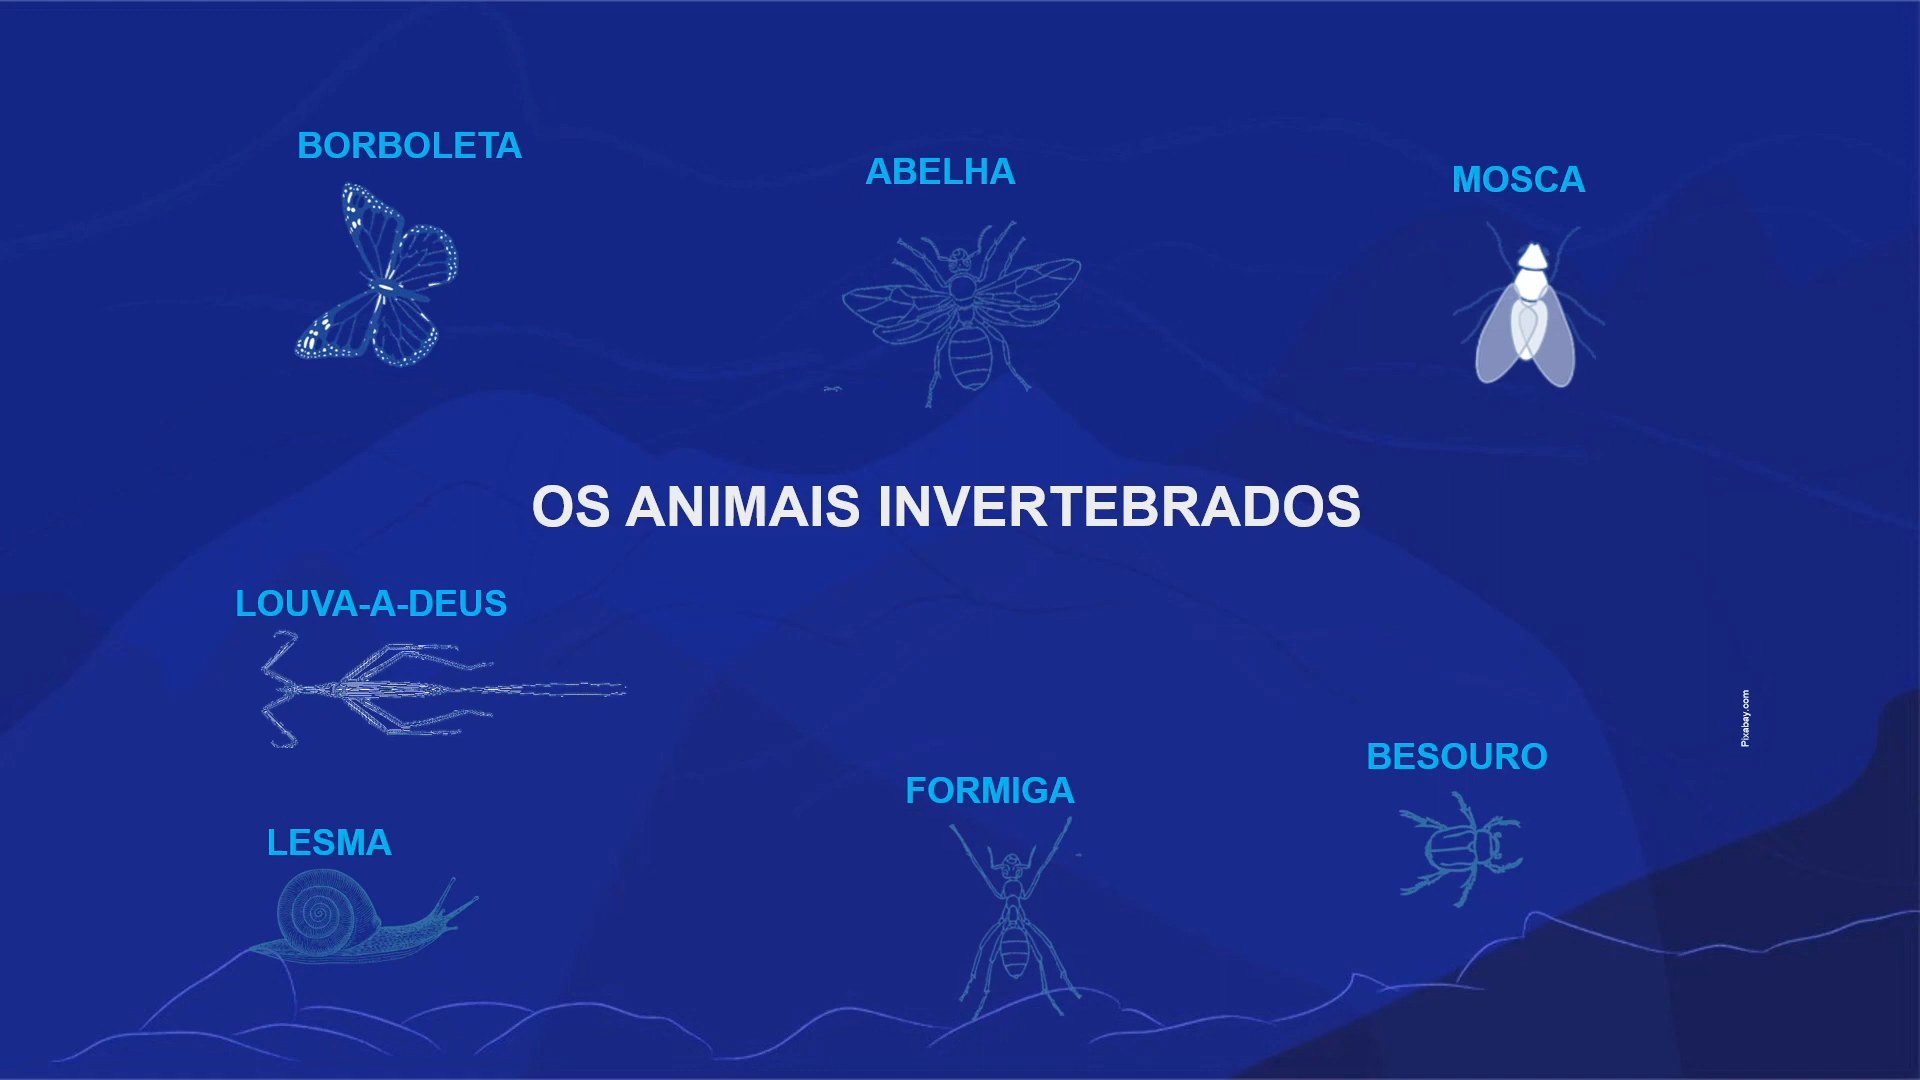 BORBOLETA
ABELHA
MOSCA
OS ANIMAIS INVERTEBRADOS
LOUVA-A-DEUS
Pixabay.com
BESOURO
FORMIGA
LESMA